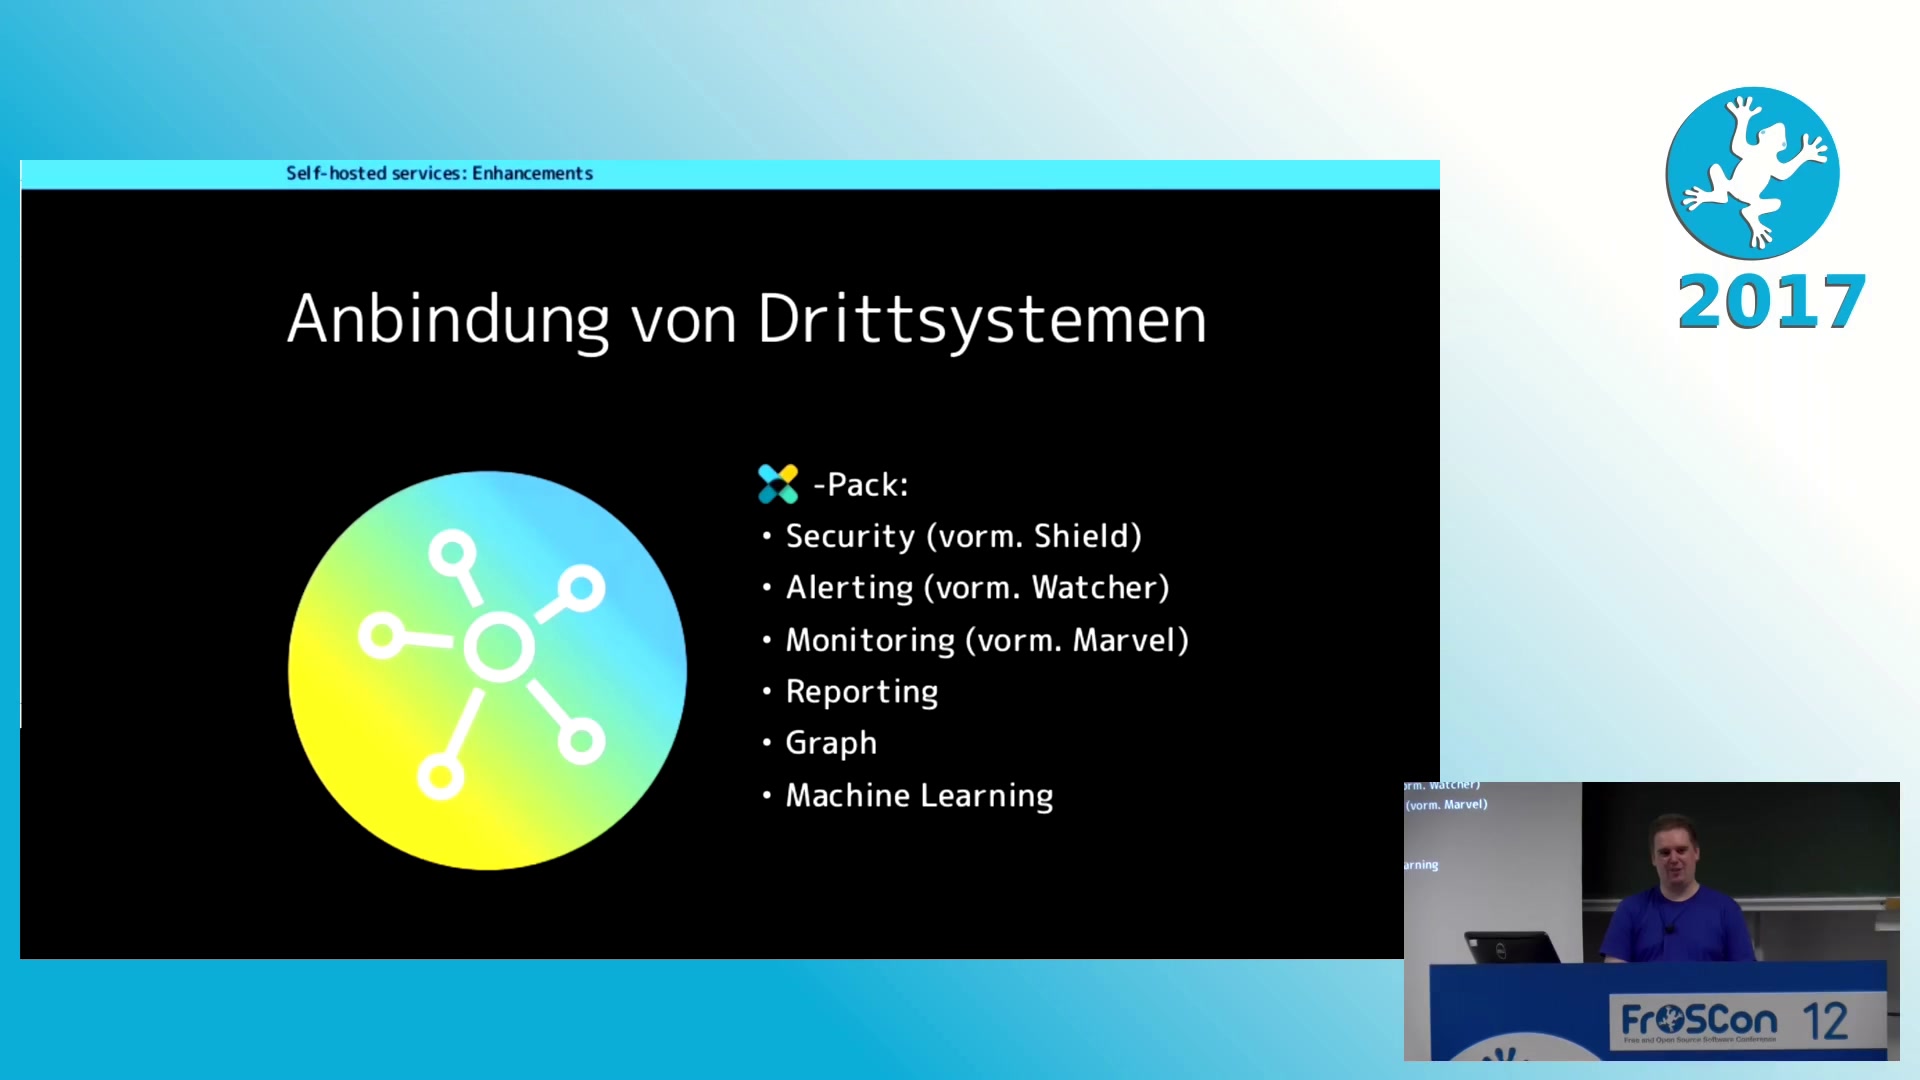 Self-hosted services: Enhancements
Anbindung von Drittsystemen
-Pack:
• Security (vorm. Shield)
• Alerting (vorm. Watcher)
• Monitoring (vorm. Marvel)
• Reporting
• Graph
• Machine Learning
2017
orm. Watcher)
(vorm. Marvel)
arning
FrOSCon 12
Free and Open Source Software Conference